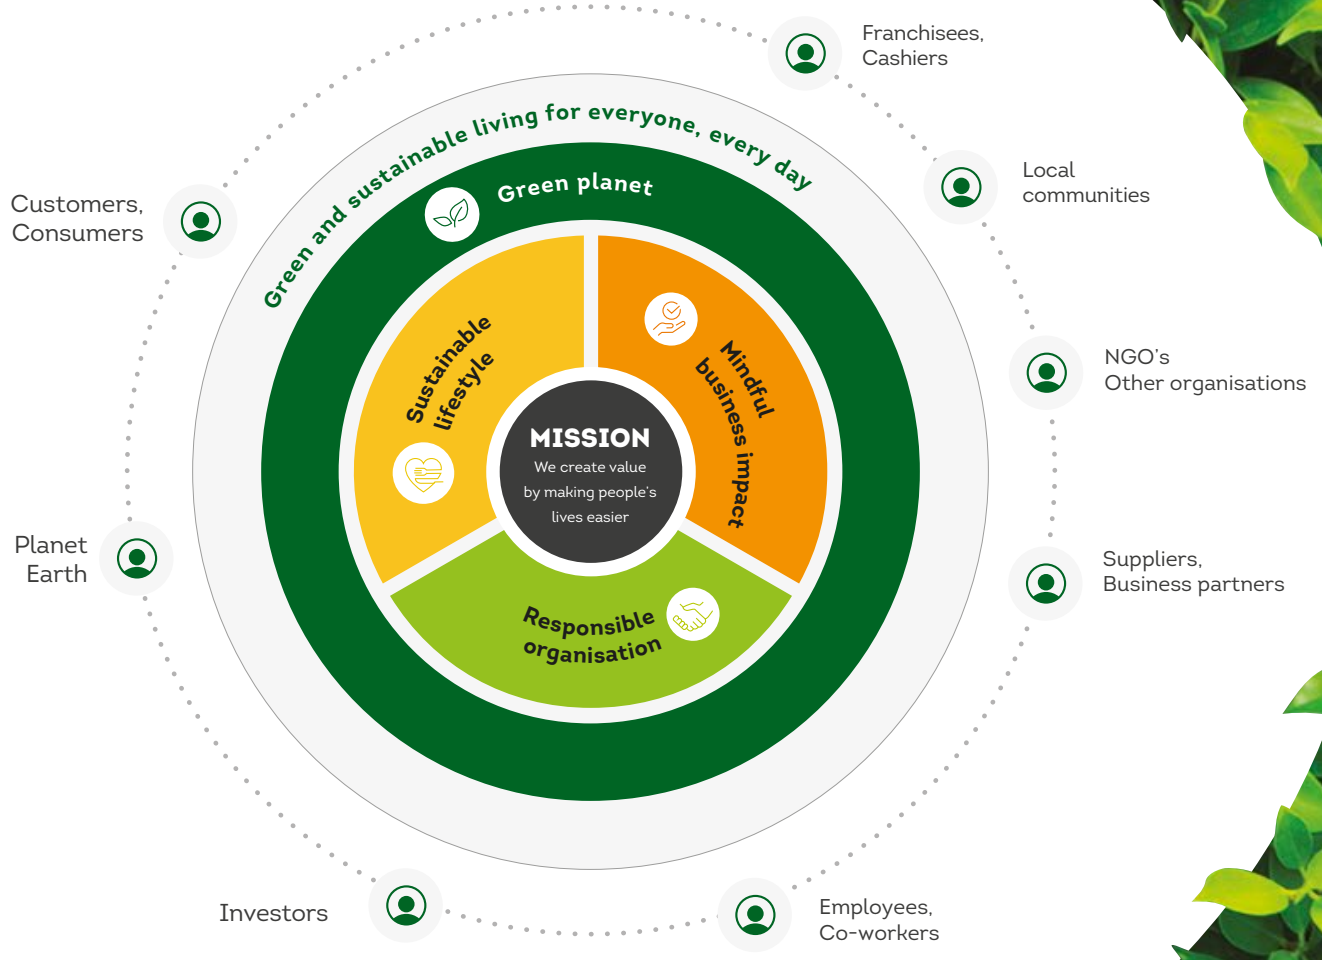 Franchisees,
Cashiers
Green and sustainable living for everyone, every day
Green planet
Local
communities
Customers,
Consumers
Sustainable
lifestyle
Mindful
business impact
NGO's
Other organisations
MISSION
We create value
by making people's
lives easier
Planet
Earth
Suppliers,
Business partners
Responsible
organisation
Investors
Employees,
Co-workers